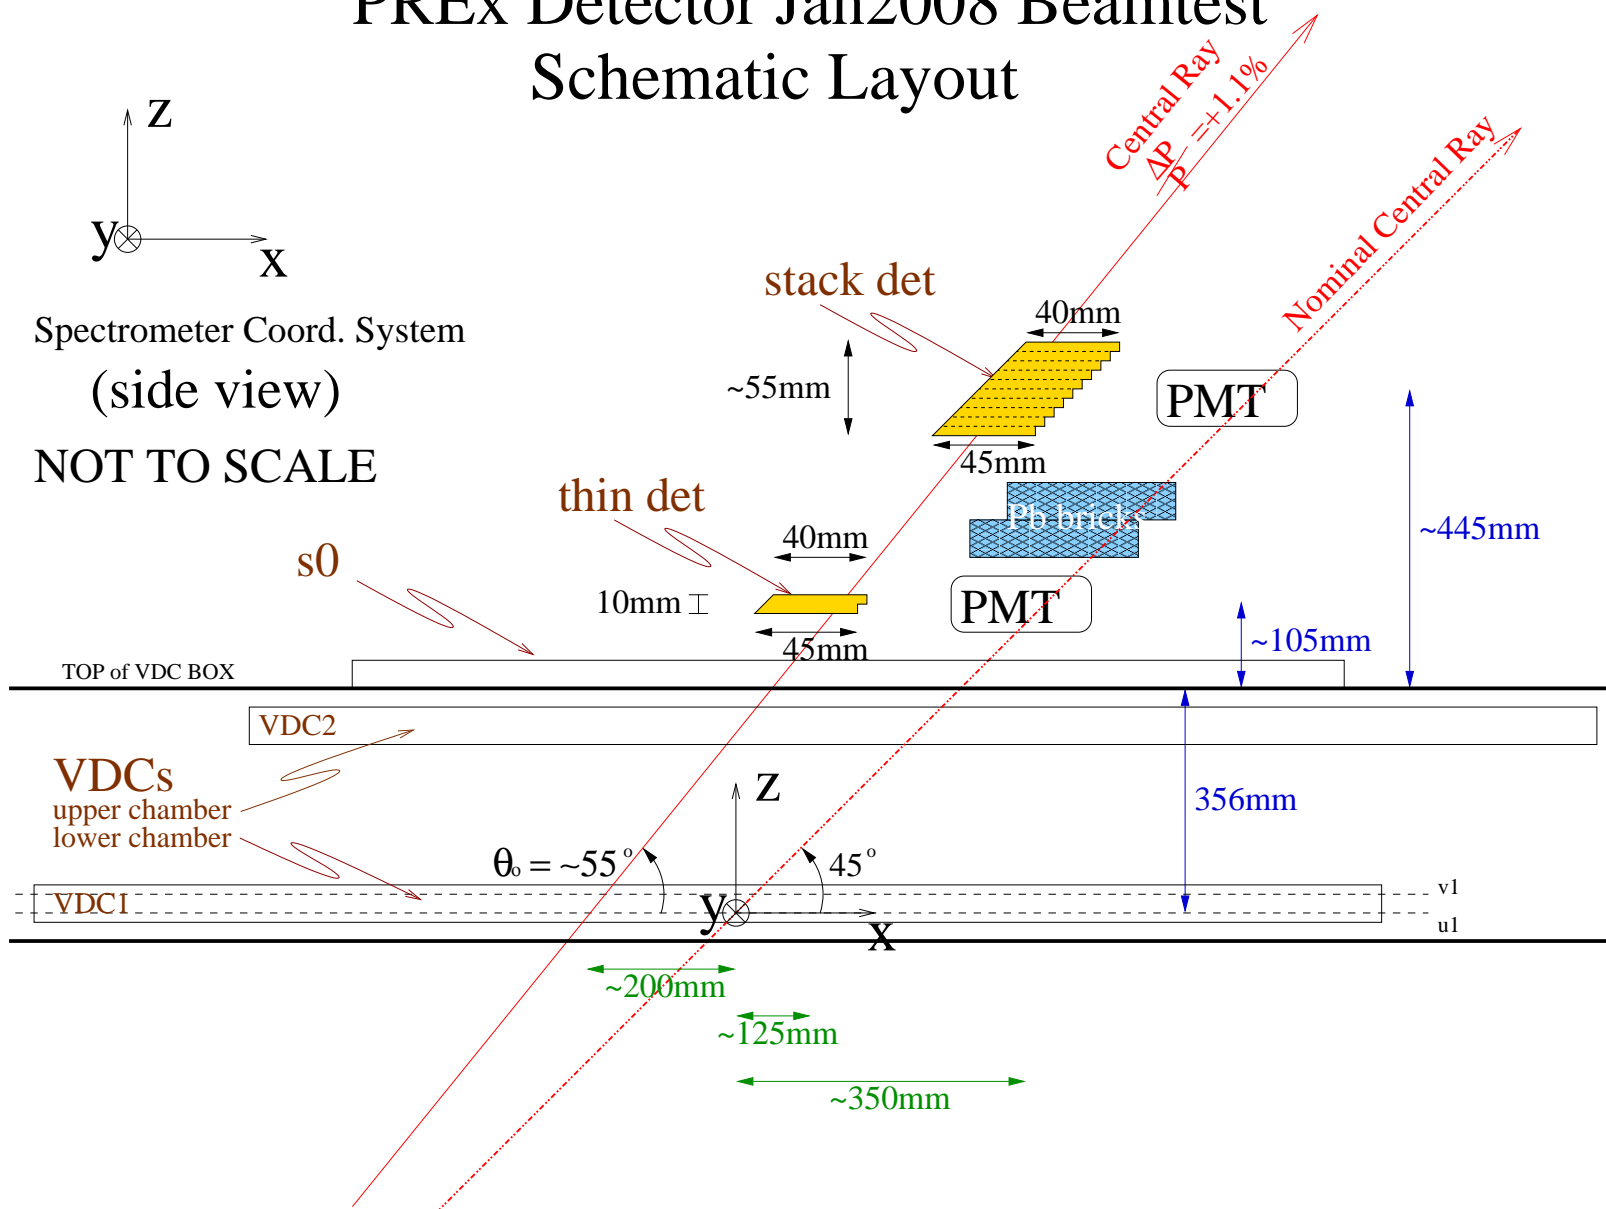 PREx Detector Jan2008 Beamtest
Schematic Layout
z
y
x
Spectrometer Coord. System
(side view)
NOT TO SCALE
Central Ray
ΔP
P
=+1.1%
Nominal Central Ray
stack det
40mm
~55mm
45mm
PMT
thin det
40mm
10mm
45mm
Pb bricks
PMT
~445mm
~105mm
s0
TOP of VDC BOX
VDC2
VDCs
upper chamber
lower chamber
356mm
z
θo = ~55°
45°
VDC1
y
x
v1
u1
~200mm
~125mm
~350mm